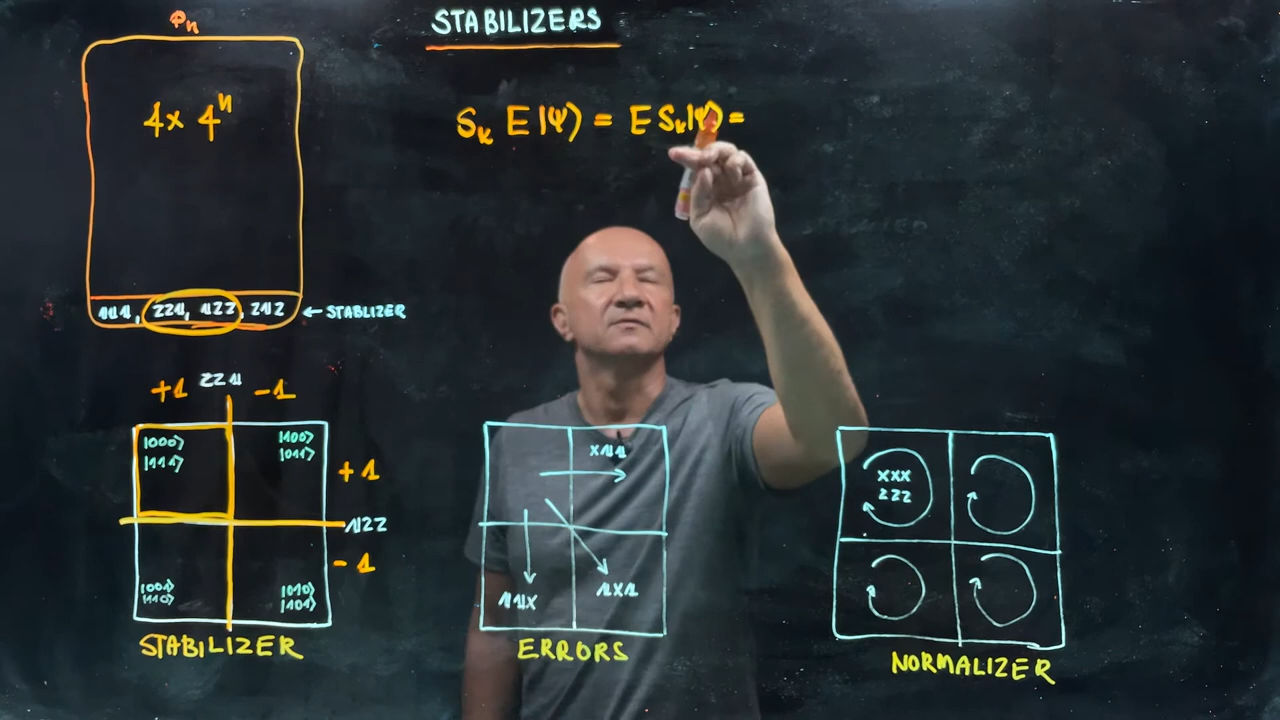 STABILIZERS
Pₙ
4 x 4ⁿ
Sₖ E |Ψ⟩ = E Sₖ|Ψ⟩ =
111, ZZ1, 1ZZ, Z1Z ← STABLIZER
+1 ZZ1 -1
|000⟩ |100⟩
|111⟩ |011⟩
+1
1ZZ
-1
|001⟩ |010⟩
|110⟩ |101⟩
STABILIZER
X11
11X 1X1
ERRORS
XXX
ZZZ
NORMALIZER